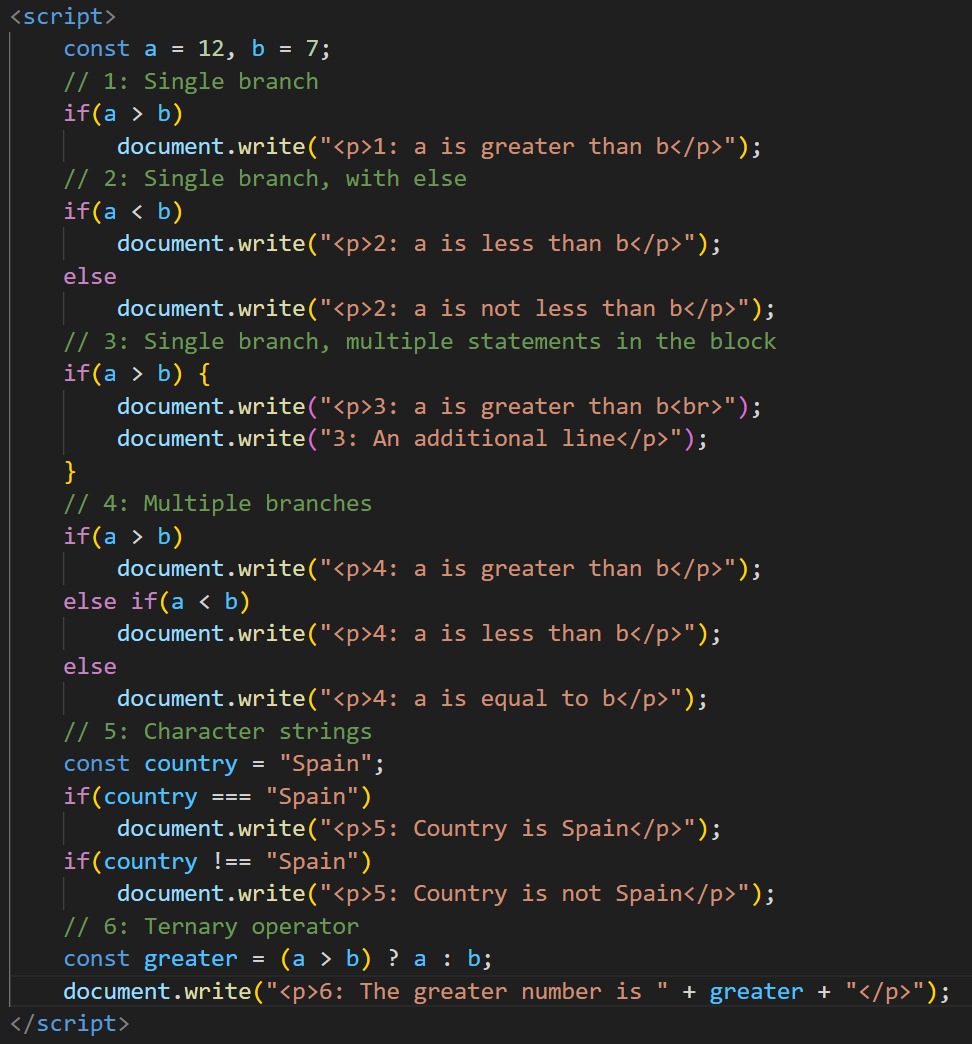 <script>
    const a = 12, b = 7;
    // 1: Single branch
    if(a > b)
        document.write("<p>1: a is greater than b</p>");
    // 2: Single branch, with else
    if(a < b)
        document.write("<p>2: a is less than b</p>");
    else
        document.write("<p>2: a is not less than b</p>");
    // 3: Single branch, multiple statements in the block
    if(a > b) {
        document.write("<p>3: a is greater than b<br>");
        document.write("3: An additional line</p>");
    }
    // 4: Multiple branches
    if(a > b)
        document.write("<p>4: a is greater than b</p>");
    else if(a < b)
        document.write("<p>4: a is less than b</p>");
    else
        document.write("<p>4: a is equal to b</p>");
    // 5: Character strings
    const country = "Spain";
    if(country === "Spain")
        document.write("<p>5: Country is Spain</p>");
    if(country !== "Spain")
        document.write("<p>5: Country is not Spain</p>");
    // 6: Ternary operator
    const greater = (a > b) ? a : b;
    document.write("<p>6: The greater number is " + greater + "</p>");
</script>